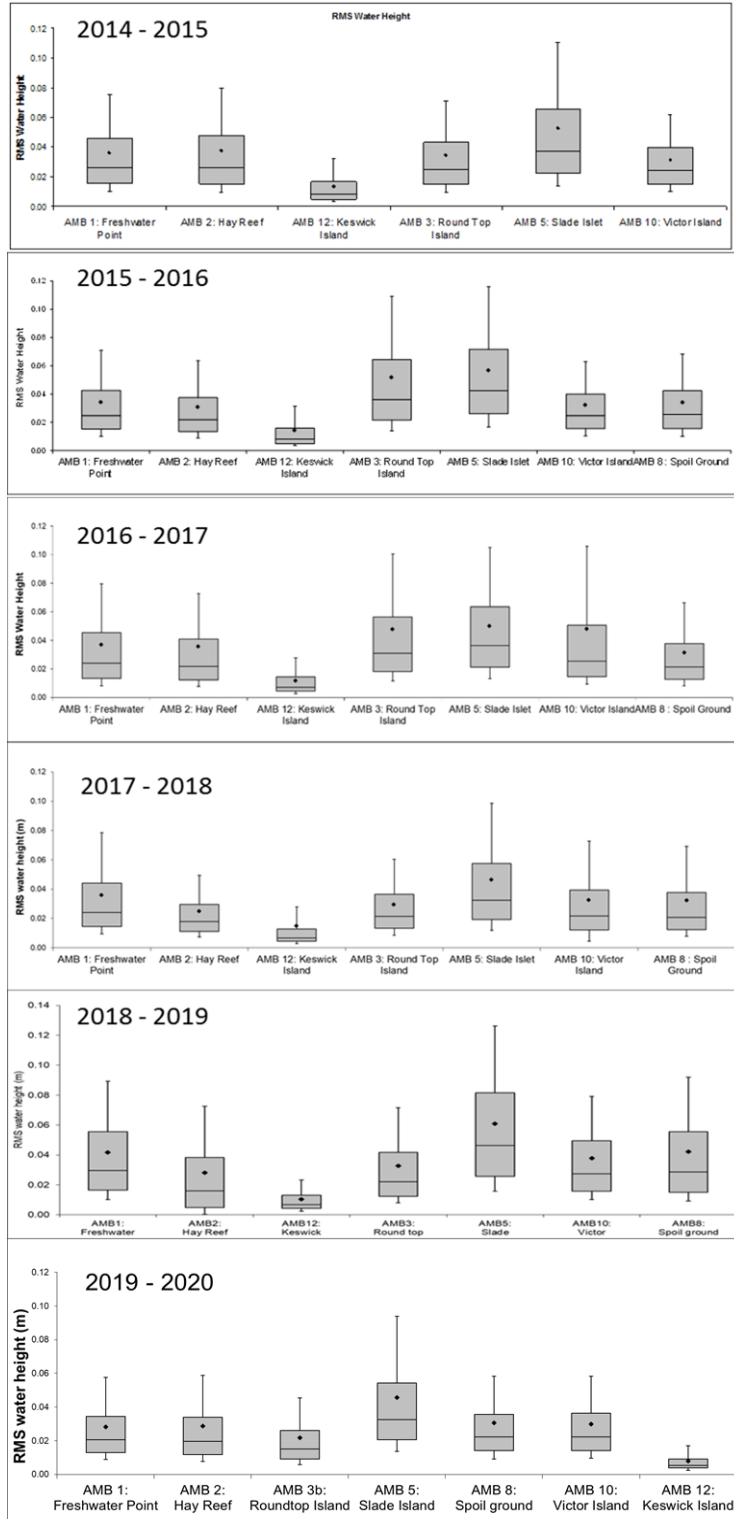 RMS Water Height
2014 - 2015
RMS Water Height
0.12
0.10
0.08
0.06
0.04
0.02
0.00
AMB 1: Freshwater Point
AMB 2: Hay Reef
AMB 12: Keswick Island
AMB 3: Round Top Island
AMB 5: Slade Islet
AMB 10: Victor Island
2015 - 2016
RMS Water Height
0.12
0.10
0.08
0.06
0.04
0.02
0.00
AMB 1: Freshwater Point
AMB 2: Hay Reef
AMB 12: Keswick Island
AMB 3: Round Top Island
AMB 5: Slade Islet
AMB 10: Victor Island
AMB 8: Spoil Ground
2016 - 2017
RMS Water Height
0.12
0.10
0.08
0.06
0.04
0.02
0.00
AMB 1: Freshwater Point
AMB 2: Hay Reef
AMB 12: Keswick Island
AMB 3: Round Top Island
AMB 5: Slade Islet
AMB 10: Victor Island
AMB 8 : Spoil Ground
2017 - 2018
RMS water height (m)
0.12
0.10
0.08
0.06
0.04
0.02
0.00
AMB 1: Freshwater Point
AMB 2: Hay Reef
AMB 12: Keswick Island
AMB 3: Round Top Island
AMB 5: Slade Islet
AMB 10: Victor Island
AMB 8 : Spoil Ground
2018 - 2019
RMS water height (m)
0.14
0.12
0.10
0.08
0.06
0.04
0.02
0.00
AMB1: Freshwater
AMB2: Hay Reef
AMB12: Keswick
AMB3: Round top
AMB5: Slade
AMB10: Victor
AMB8: Spoil ground
2019 - 2020
RMS water height (m)
0.12
0.10
0.08
0.06
0.04
0.02
0.00
AMB 1: Freshwater Point
AMB 2: Hay Reef
AMB 3b: Roundtop Island
AMB 5: Slade Island
AMB 8: Spoil ground
AMB 10: Victor Island
AMB 12: Keswick Island